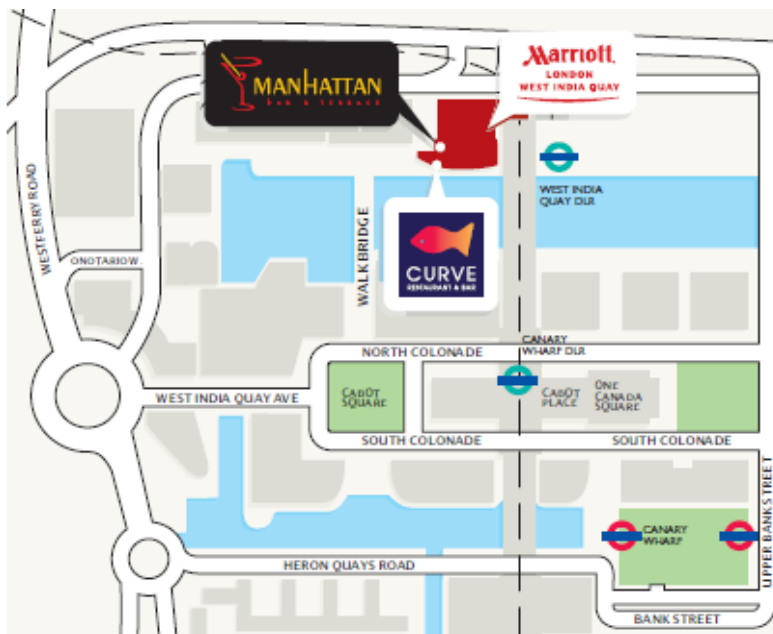 MANHATTAN
BAR & TERRACE
Marriott.
LONDON
WEST INDIA QUAY
WESTFERRY ROAD
WEST INDIA
QUAY DLR
WALK BRIDGE
CURVE
RESTAURANT & BAR
ONOTARIOW.
CANARY
WHARF DLR
NORTH COLONADE
WEST INDIA QUAY AVE
CABOT
SQUARE
CABOT
PLACE
ONE
CANADA
SQUARE
SOUTH COLONADE
SOUTH COLONADE
UPPER BANK STREET
CANARY
WHARF
HERON QUAYS ROAD
BANK STREET